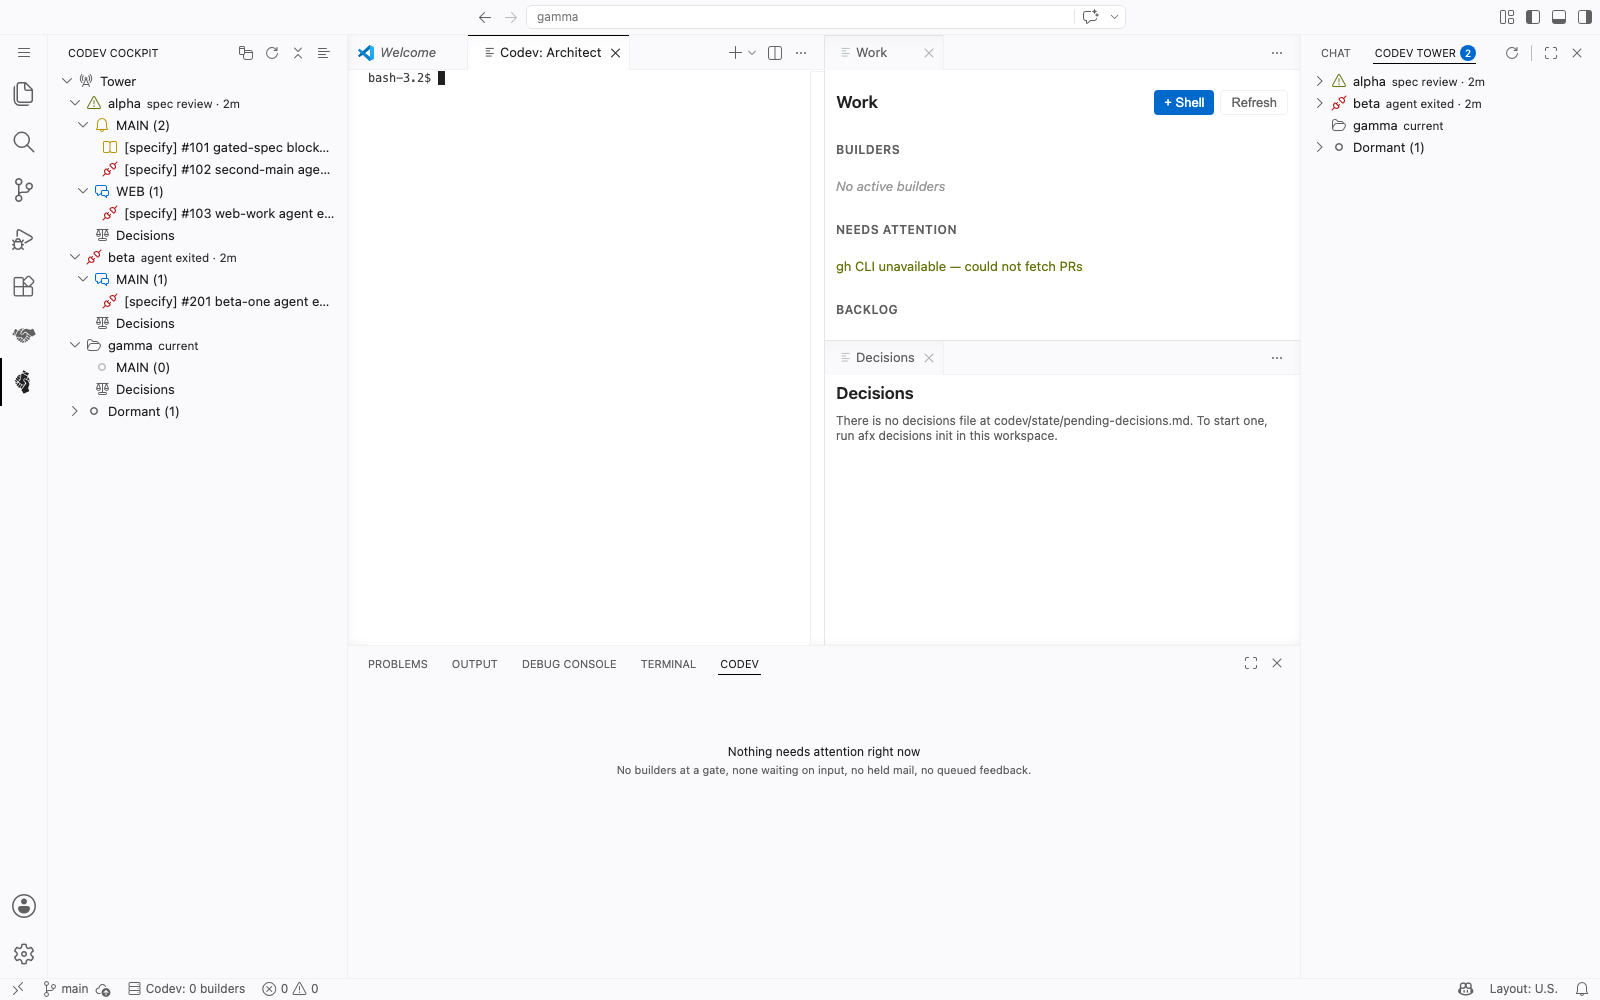 gamma
CODEV COCKPIT
Tower
alpha spec review · 2m
MAIN (2)
[specify] #101 gated-spec block...
[specify] #102 second-main age...
WEB (1)
[specify] #103 web-work agent e...
Decisions
beta agent exited · 2m
MAIN (1)
[specify] #201 beta-one agent e...
Decisions
gamma current
MAIN (0)
Decisions
Dormant (1)
Welcome
Codev: Architect
bash-3.2$
Work
Work
+ Shell
Refresh
BUILDERS
No active builders
NEEDS ATTENTION
gh CLI unavailable — could not fetch PRs
BACKLOG
Decisions
Decisions
There is no decisions file at codev/state/pending-decisions.md. To start one,
run afx decisions init in this workspace.
PROBLEMS
OUTPUT
DEBUG CONSOLE
TERMINAL
CODEV
Nothing needs attention right now
No builders at a gate, none waiting on input, no held mail, no queued feedback.
CHAT
CODEV TOWER 2
alpha spec review · 2m
beta agent exited · 2m
gamma current
Dormant (1)
main
Codev: 0 builders
0
0
Layout: U.S.